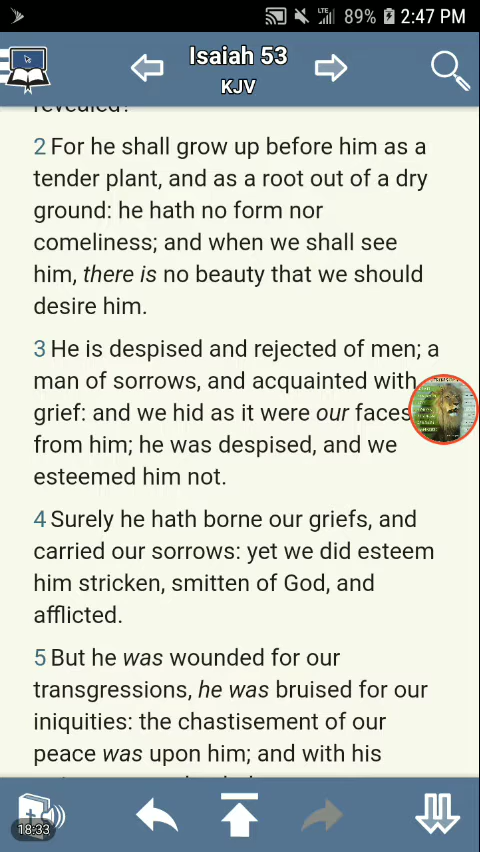 LTE 89% 2:47 PM
Isaiah 53
KJV
revealed?
2 For he shall grow up before him as a
tender plant, and as a root out of a dry
ground: he hath no form nor
comeliness; and when we shall see
him, there is no beauty that we should
desire him.
3 He is despised and rejected of men; a
man of sorrows, and acquainted with
grief: and we hid as it were our faces
from him; he was despised, and we
esteemed him not.
4 Surely he hath borne our griefs, and
carried our sorrows: yet we did esteem
him stricken, smitten of God, and
afflicted.
5 But he was wounded for our
transgressions, he was bruised for our
iniquities: the chastisement of our
peace was upon him; and with his
18:33